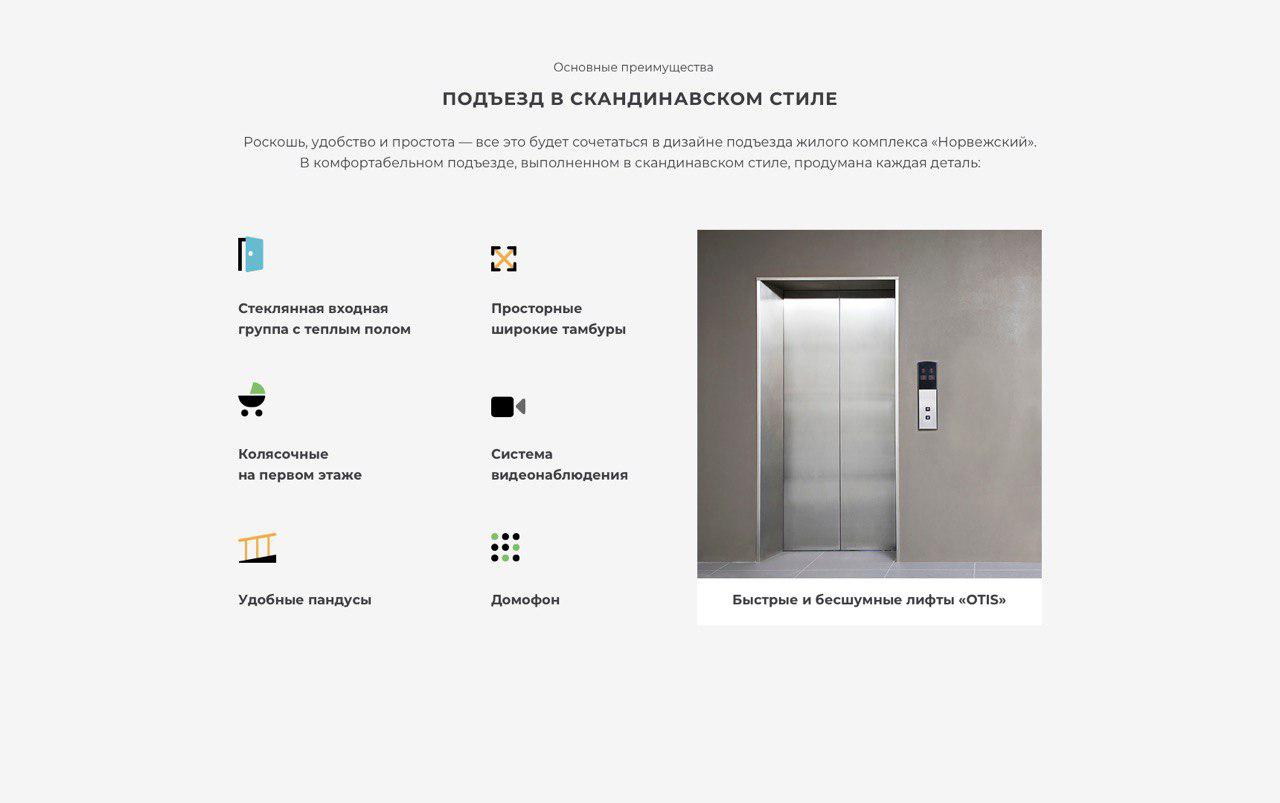 Основные преимущества
ПОДЪЕЗД В СКАНДИНАВСКОМ СТИЛЕ
Роскошь, удобство и простота — все это будет сочетаться в дизайне подъезда жилого комплекса «Норвежский».
В комфортабельном подъезде, выполненном в скандинавском стиле, продумана каждая деталь:
Стеклянная входная
группа с теплым полом
Просторные
широкие тамбуры
Колясочные
на первом этаже
Система
видеонаблюдения
Удобные пандусы
Домофон
Быстрые и бесшумные лифты «OTIS»